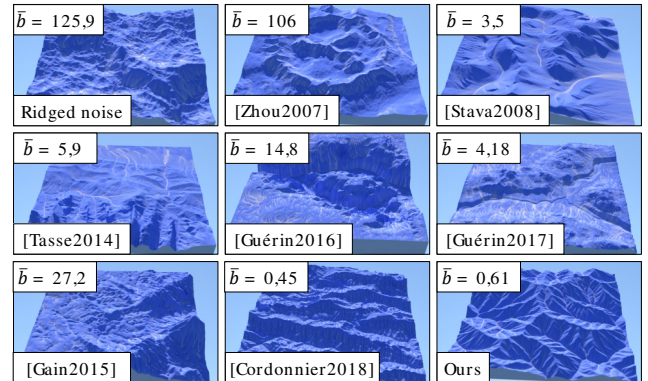 b̄ = 125,9
Ridged noise
b̄ = 106
[Zhou2007]
b̄ = 3,5
[Stava2008]
b̄ = 5,9
[Tasse2014]
b̄ = 14,8
[Guérin2016]
b̄ = 4,18
[Guérin2017]
b̄ = 27,2
[Gain2015]
b̄ = 0,45
[Cordonnier2018]
b̄ = 0,61
Ours